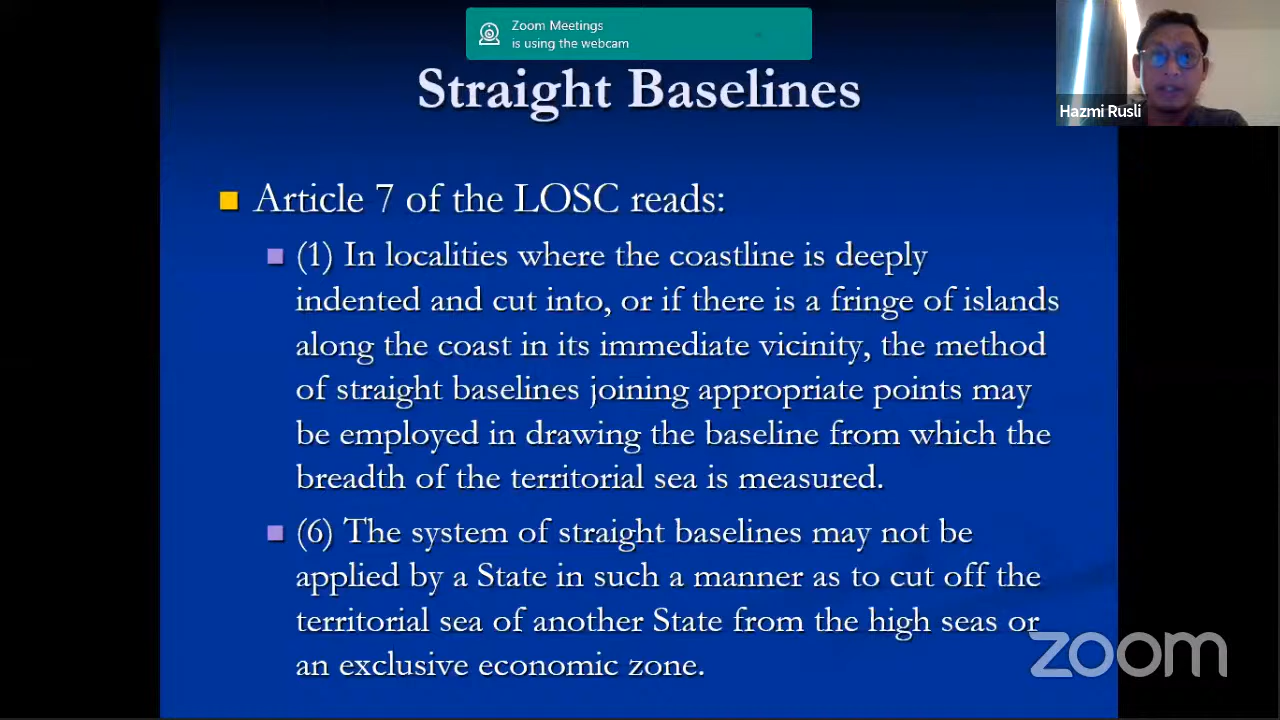 Zoom Meetings
is using the webcam
Straight Baselines
Hazmi Rusli
Article 7 of the LOSC reads:
(1) In localities where the coastline is deeply
indented and cut into, or if there is a fringe of islands
along the coast in its immediate vicinity, the method
of straight baselines joining appropriate points may
be employed in drawing the baseline from which the
breadth of the territorial sea is measured.
(6) The system of straight baselines may not be
applied by a State in such a manner as to cut off the
territorial sea of another State from the high seas or
an exclusive economic zone.
zoom